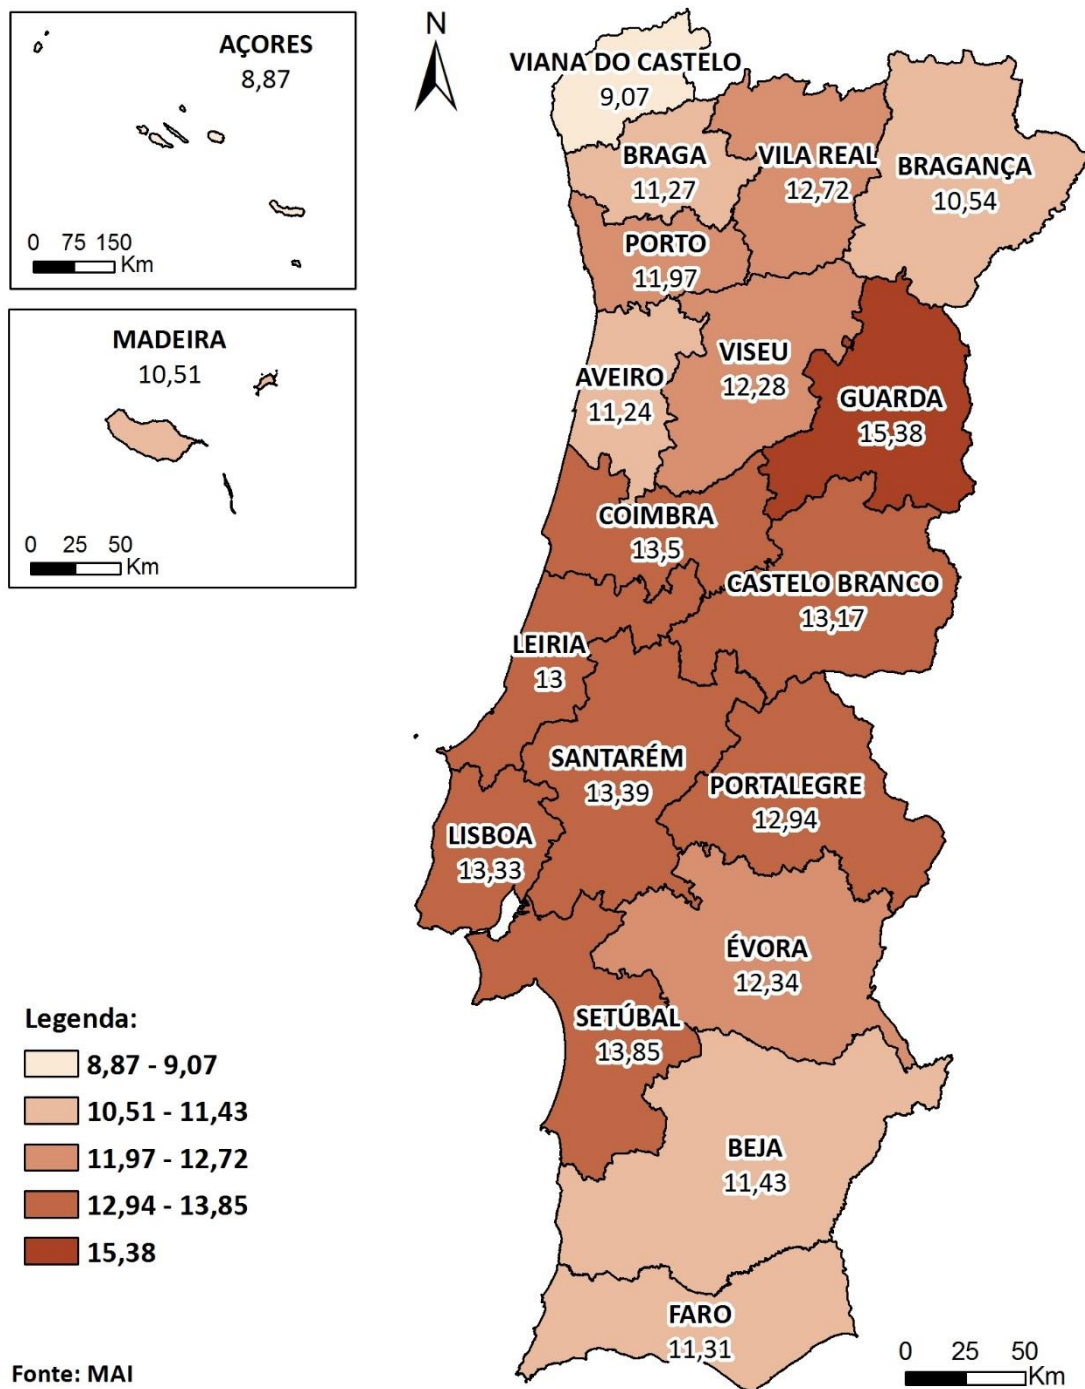 AÇORES
8,87
0 75 150
Km
MADEIRA
10,51
0 25 50
Km
N
VIANA DO CASTELO
9,07
BRAGA
11,27
VILA REAL
12,72
BRAGANÇA
10,54
PORTO
11,97
AVEIRO
11,24
VISEU
12,28
GUARDA
15,38
COIMBRA
13,5
CASTELO BRANCO
13,17
LEIRIA
13
SANTARÉM
13,39
PORTALEGRE
12,94
LISBOA
13,33
ÉVORA
12,34
SETÚBAL
13,85
BEJA
11,43
FARO
11,31
Legenda:
8,87 - 9,07
10,51 - 11,43
11,97 - 12,72
12,94 - 13,85
15,38
Fonte: MAI
0 25 50
Km